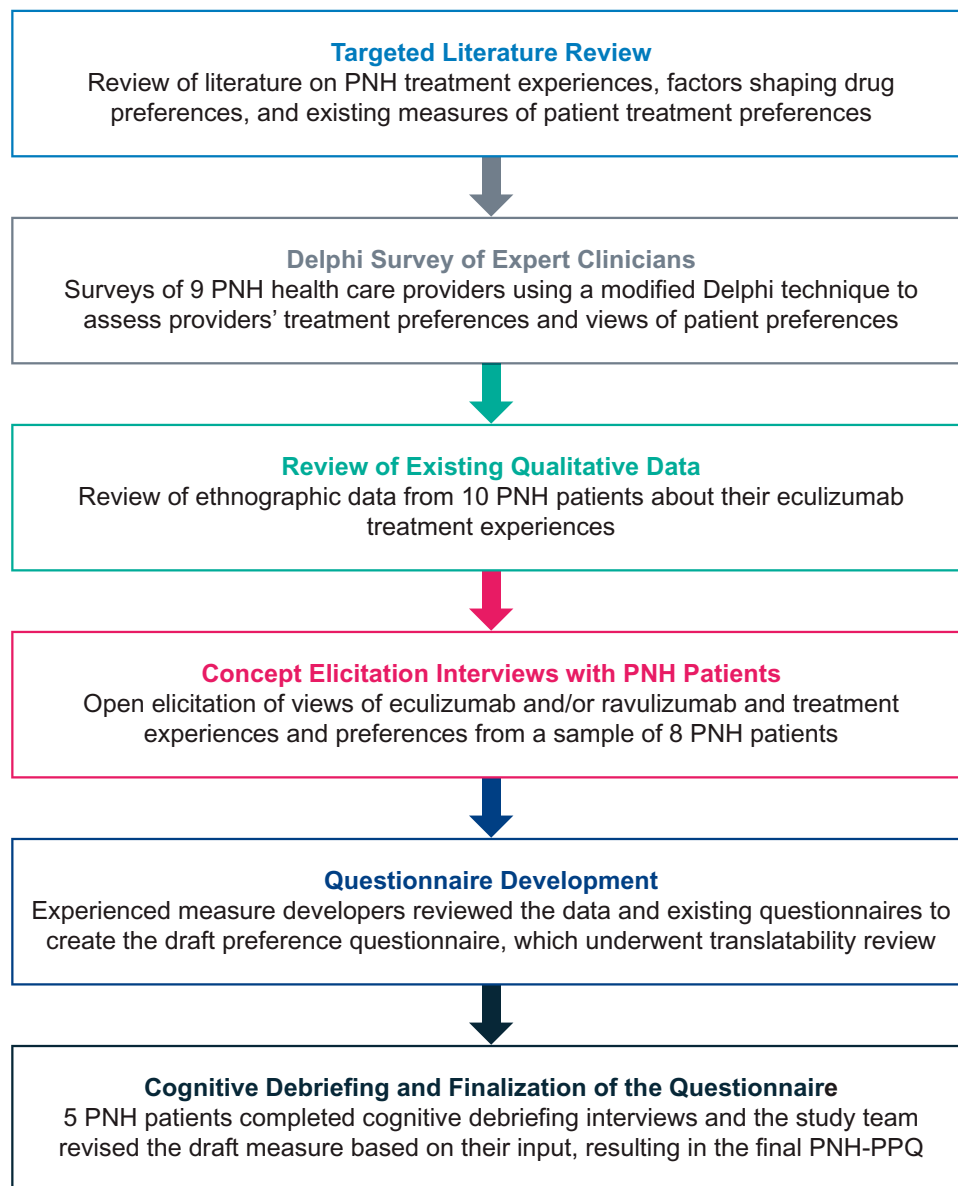 Targeted Literature Review
Review of literature on PNH treatment experiences, factors shaping drug
preferences, and existing measures of patient treatment preferences
Delphi Survey of Expert Clinicians
Surveys of 9 PNH health care providers using a modified Delphi technique to
assess providers’ treatment preferences and views of patient preferences
Review of Existing Qualitative Data
Review of ethnographic data from 10 PNH patients about their eculizumab
treatment experiences
Concept Elicitation Interviews with PNH Patients
Open elicitation of views of eculizumab and/or ravulizumab and treatment
experiences and preferences from a sample of 8 PNH patients
Questionnaire Development
Experienced measure developers reviewed the data and existing questionnaires to
create the draft preference questionnaire, which underwent translatability review
Cognitive Debriefing and Finalization of the Questionnaire
5 PNH patients completed cognitive debriefing interviews and the study team
revised the draft measure based on their input, resulting in the final PNH-PPQ